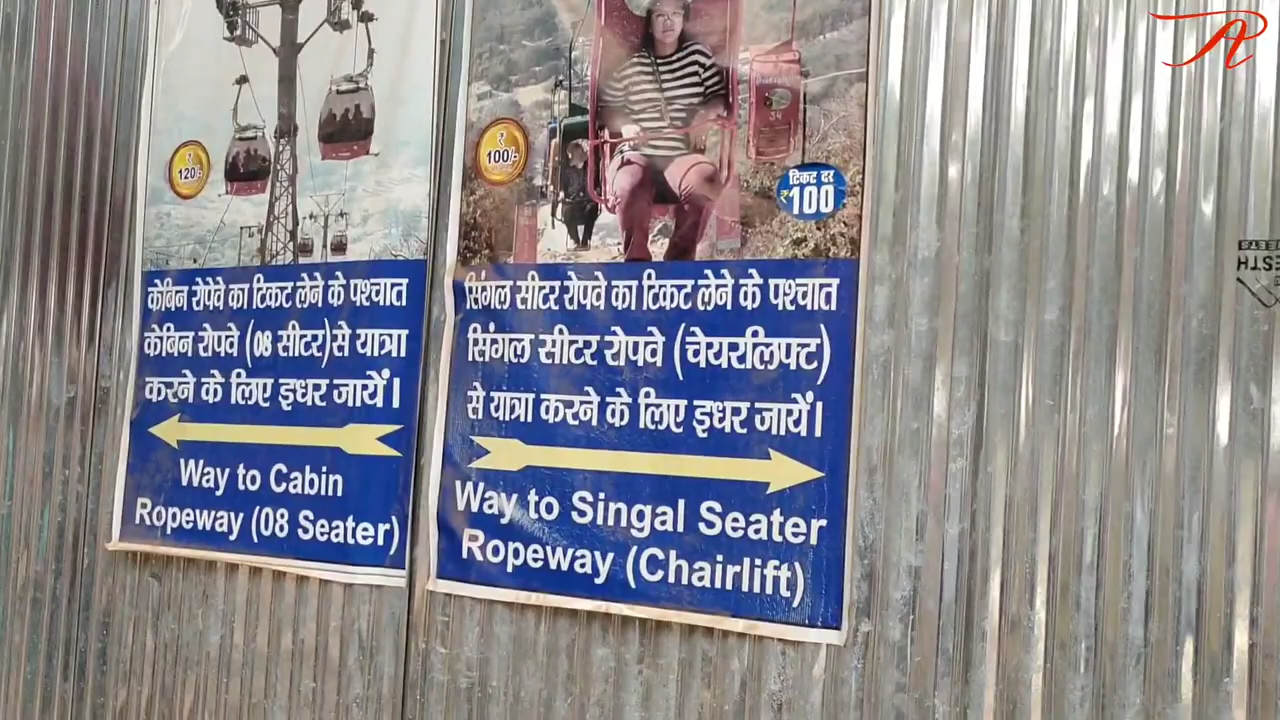 ₹
120/-
केबिन रोपेवे का टिकट लेने के पश्चात
केबिन रोपवे (08 सीटर)से यात्रा
करने के लिए इधर जायें।
Way to Cabin
Ropeway (08 Seater)
₹
100/-
34
टिकट दर
₹100
सिंगल सीटर रोपवे का टिकट लेने के पश्चात
सिंगल सीटर रोपवे (चेयरलिफ्ट)
से यात्रा करने के लिए इधर जायें।
Way to Singal Seater
Ropeway (Chairlift)